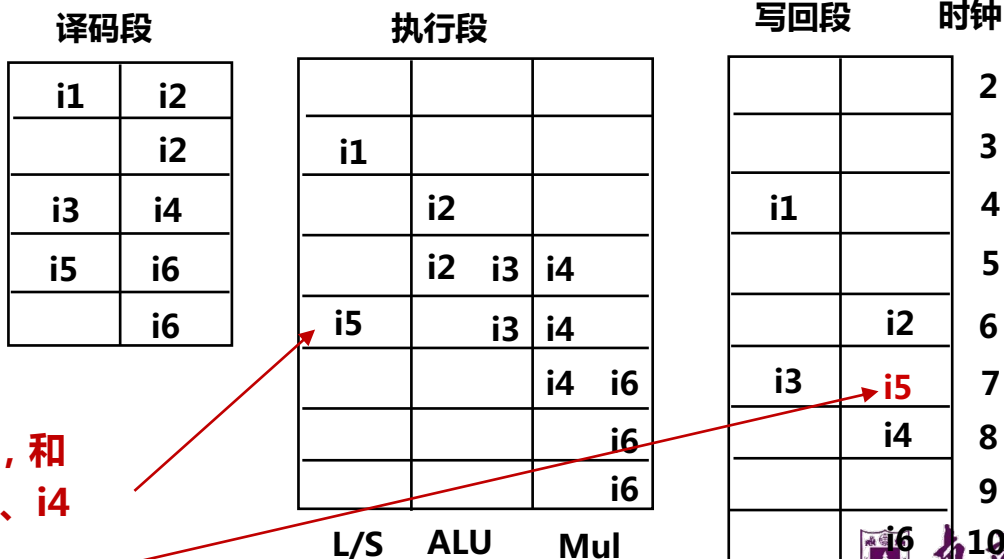 译码段 执行段 写回段 时钟
i1 i2 2
i2 i1 3
i3 i4 i2 i1 4
i5 i6 i2 i3 i4 5
i6 i5 i3 i4 i2 6
i4 i6 i3 i5 7
，和 i6 i4 8
、i4 i6 9
L/S ALU Mul i6 10